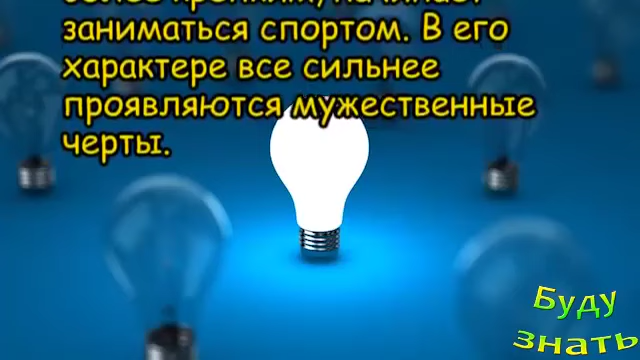 заниматься спортом. В его
характере все сильнее
проявляются мужественные
черты.
Буду
знать